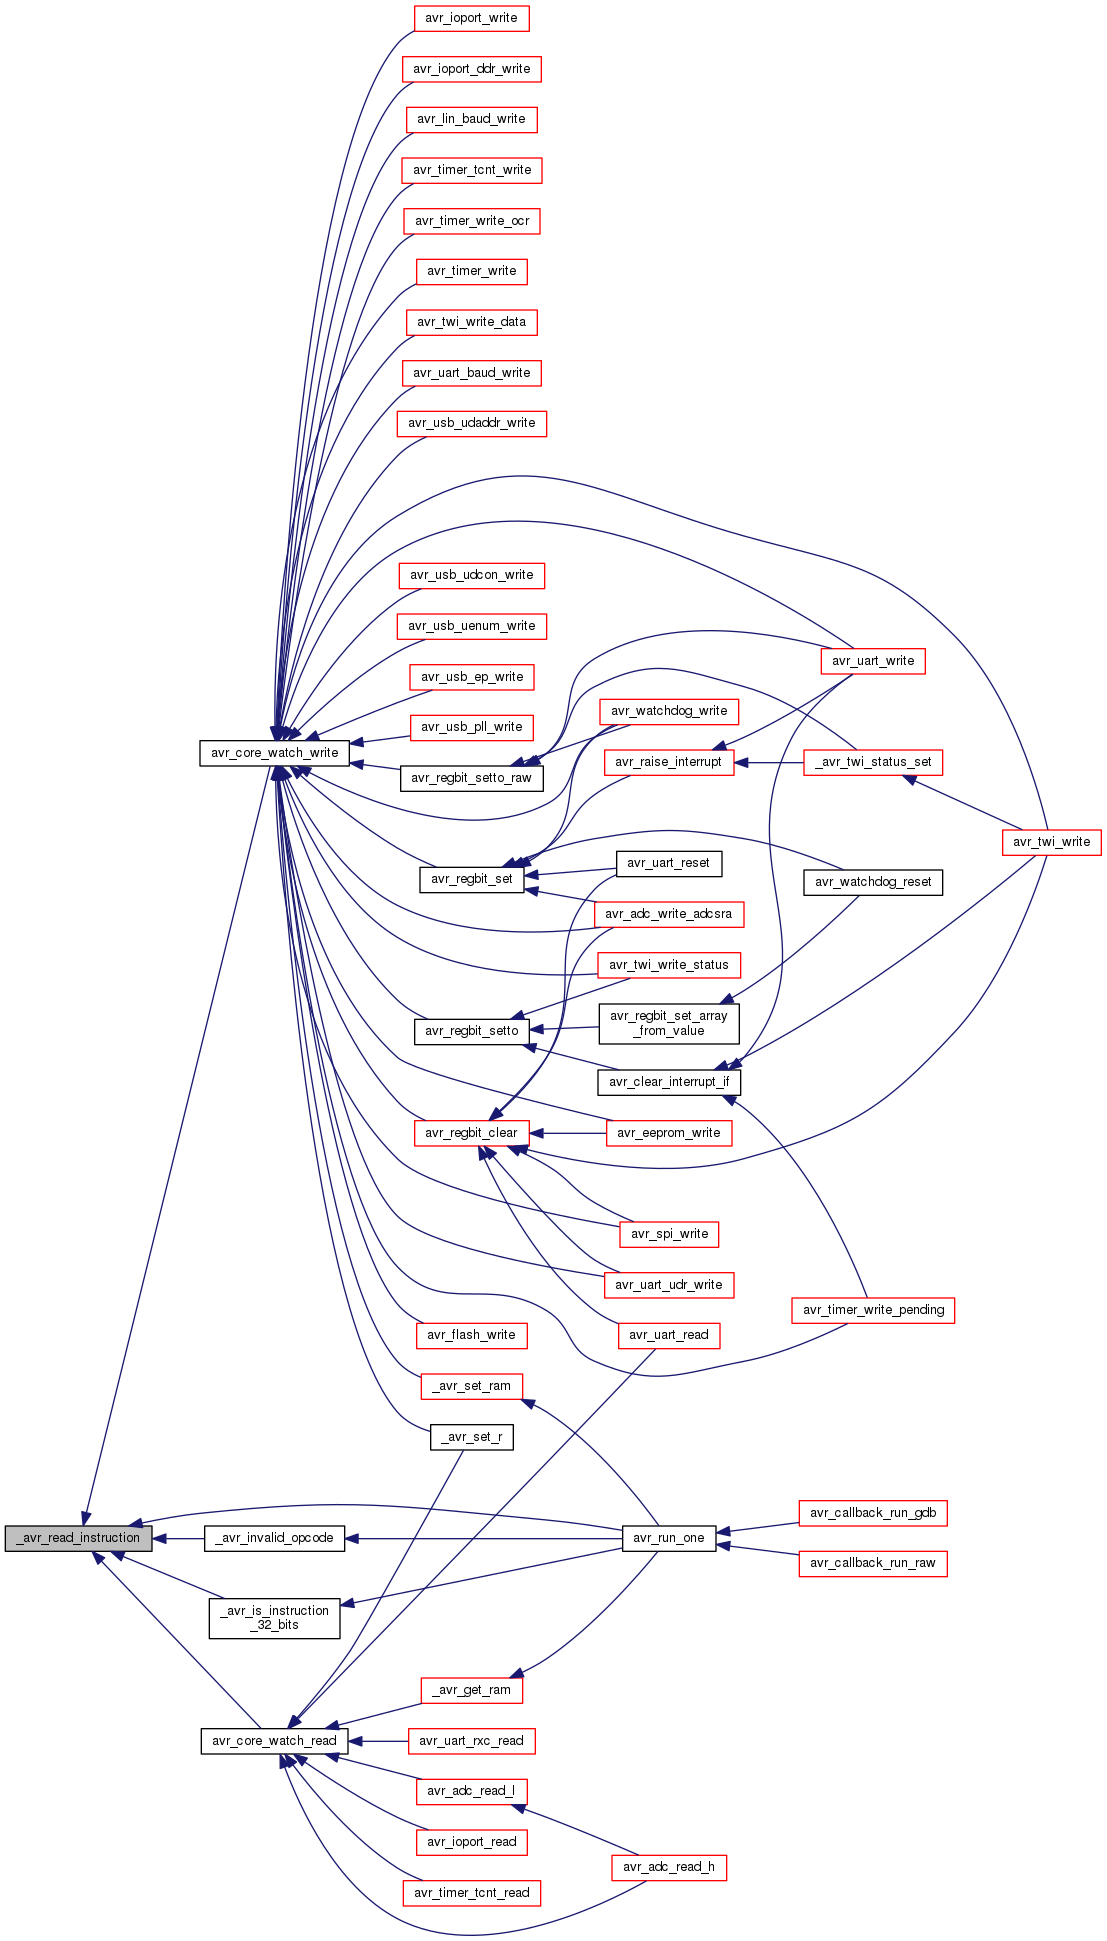 avr_ioport_write
avr_ioport_ddr_write
avr_lin_baud_write
avr_timer_tcnt_write
avr_timer_write_ocr
avr_timer_write
avr_twi_write_data
avr_uart_baud_write
avr_usb_udaddr_write
avr_usb_udcon_write
avr_usb_uenum_write
avr_uart_write
avr_usb_ep_write
avr_watchdog_write
avr_usb_pll_write
avr_core_watch_write
avr_regbit_setto_raw
avr_raise_interrupt
_avr_twi_status_set
avr_twi_write
avr_uart_reset
avr_regbit_set
avr_watchdog_reset
avr_adc_write_adcsra
avr_twi_write_status
avr_regbit_setto
avr_regbit_set_array
_from_value
avr_clear_interrupt_if
avr_regbit_clear
avr_eeprom_write
avr_spi_write
avr_uart_udr_write
avr_timer_write_pending
avr_flash_write
avr_uart_read
_avr_set_ram
_avr_set_r
_avr_read_instruction
_avr_invalid_opcode
avr_run_one
avr_callback_run_gdb
avr_callback_run_raw
_avr_is_instruction
_32_bits
_avr_get_ram
avr_core_watch_read
avr_uart_rxc_read
avr_adc_read_l
avr_ioport_read
avr_adc_read_h
avr_timer_tcnt_read